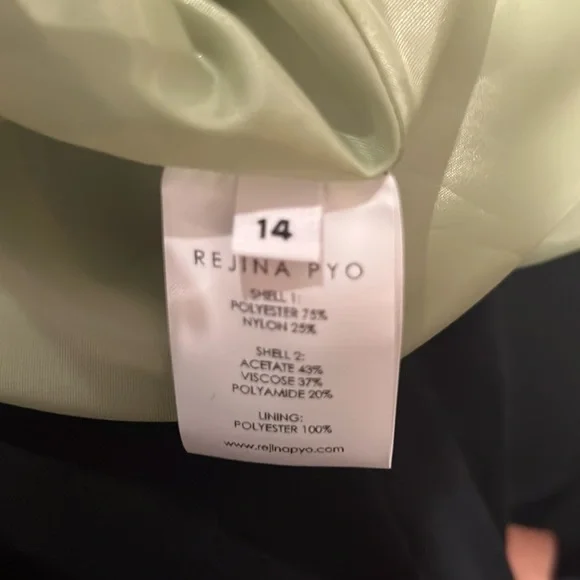 14
REJINA PYO
SHELL 1:
POLYESTER 75%
NYLON 25%
SHELL 2:
ACETATE 43%
VISCOSE 37%
POLYAMIDE 20%
LINING:
POLYESTER 100%
www.rejinapyo.com